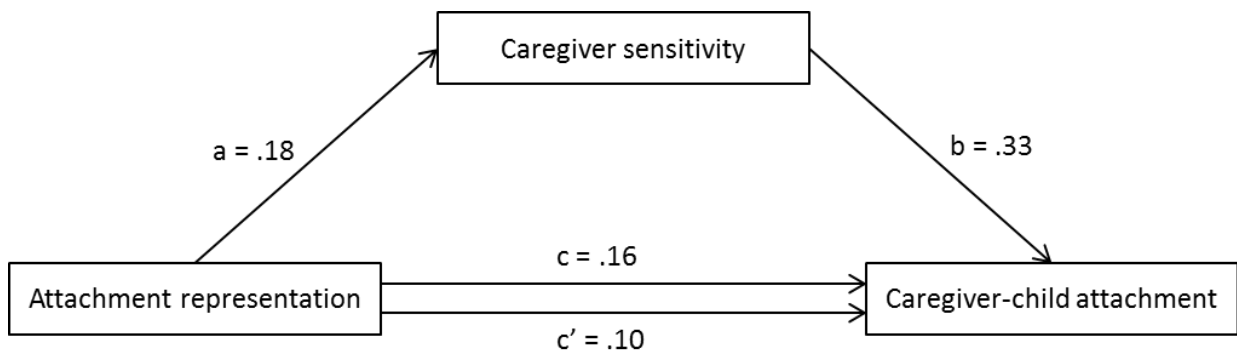 Caregiver sensitivity
a = .18
b = .33
c = .16
Attachment representation
Caregiver-child attachment
c’ = .10